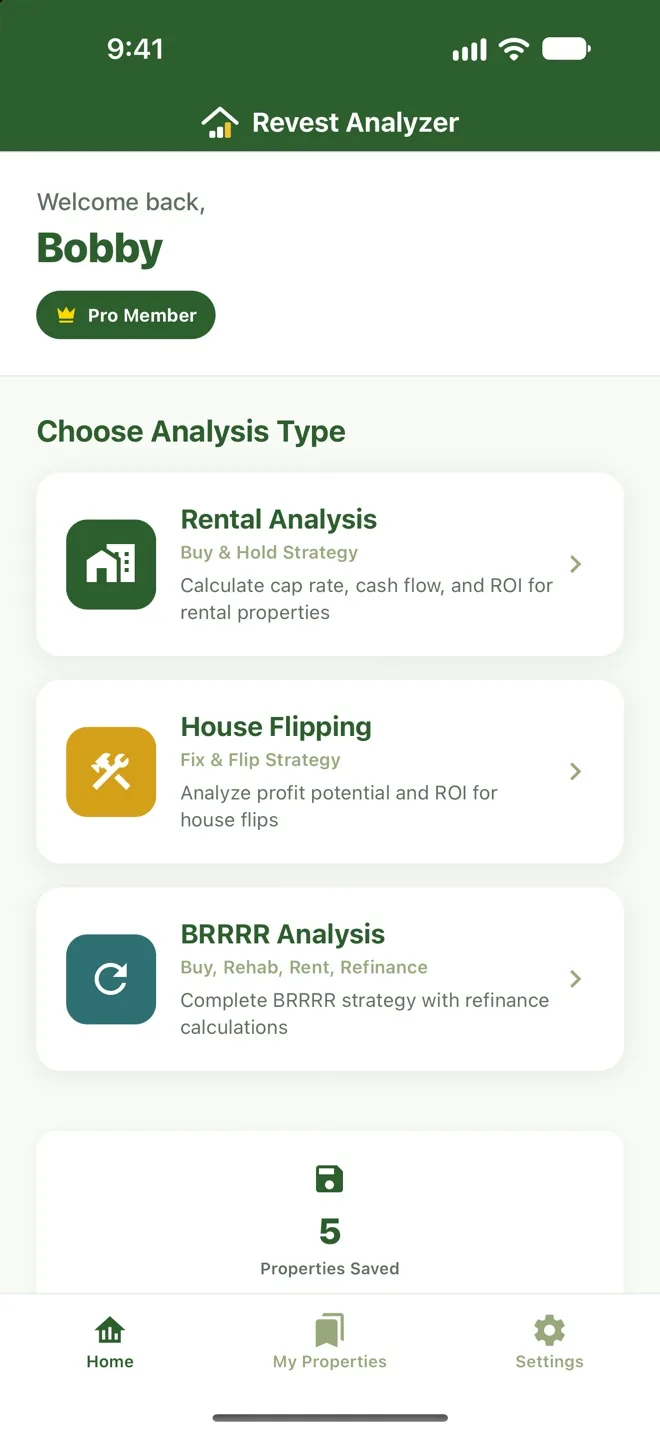 9:41
Revest Analyzer
Welcome back,
Bobby
Pro Member
Choose Analysis Type
Rental Analysis
Buy & Hold Strategy
Calculate cap rate, cash flow, and ROI for
rental properties
House Flipping
Fix & Flip Strategy
Analyze profit potential and ROI for
house flips
BRRRR Analysis
Buy, Rehab, Rent, Refinance
Complete BRRRR strategy with refinance
calculations
5
Properties Saved
Home
My Properties
Settings